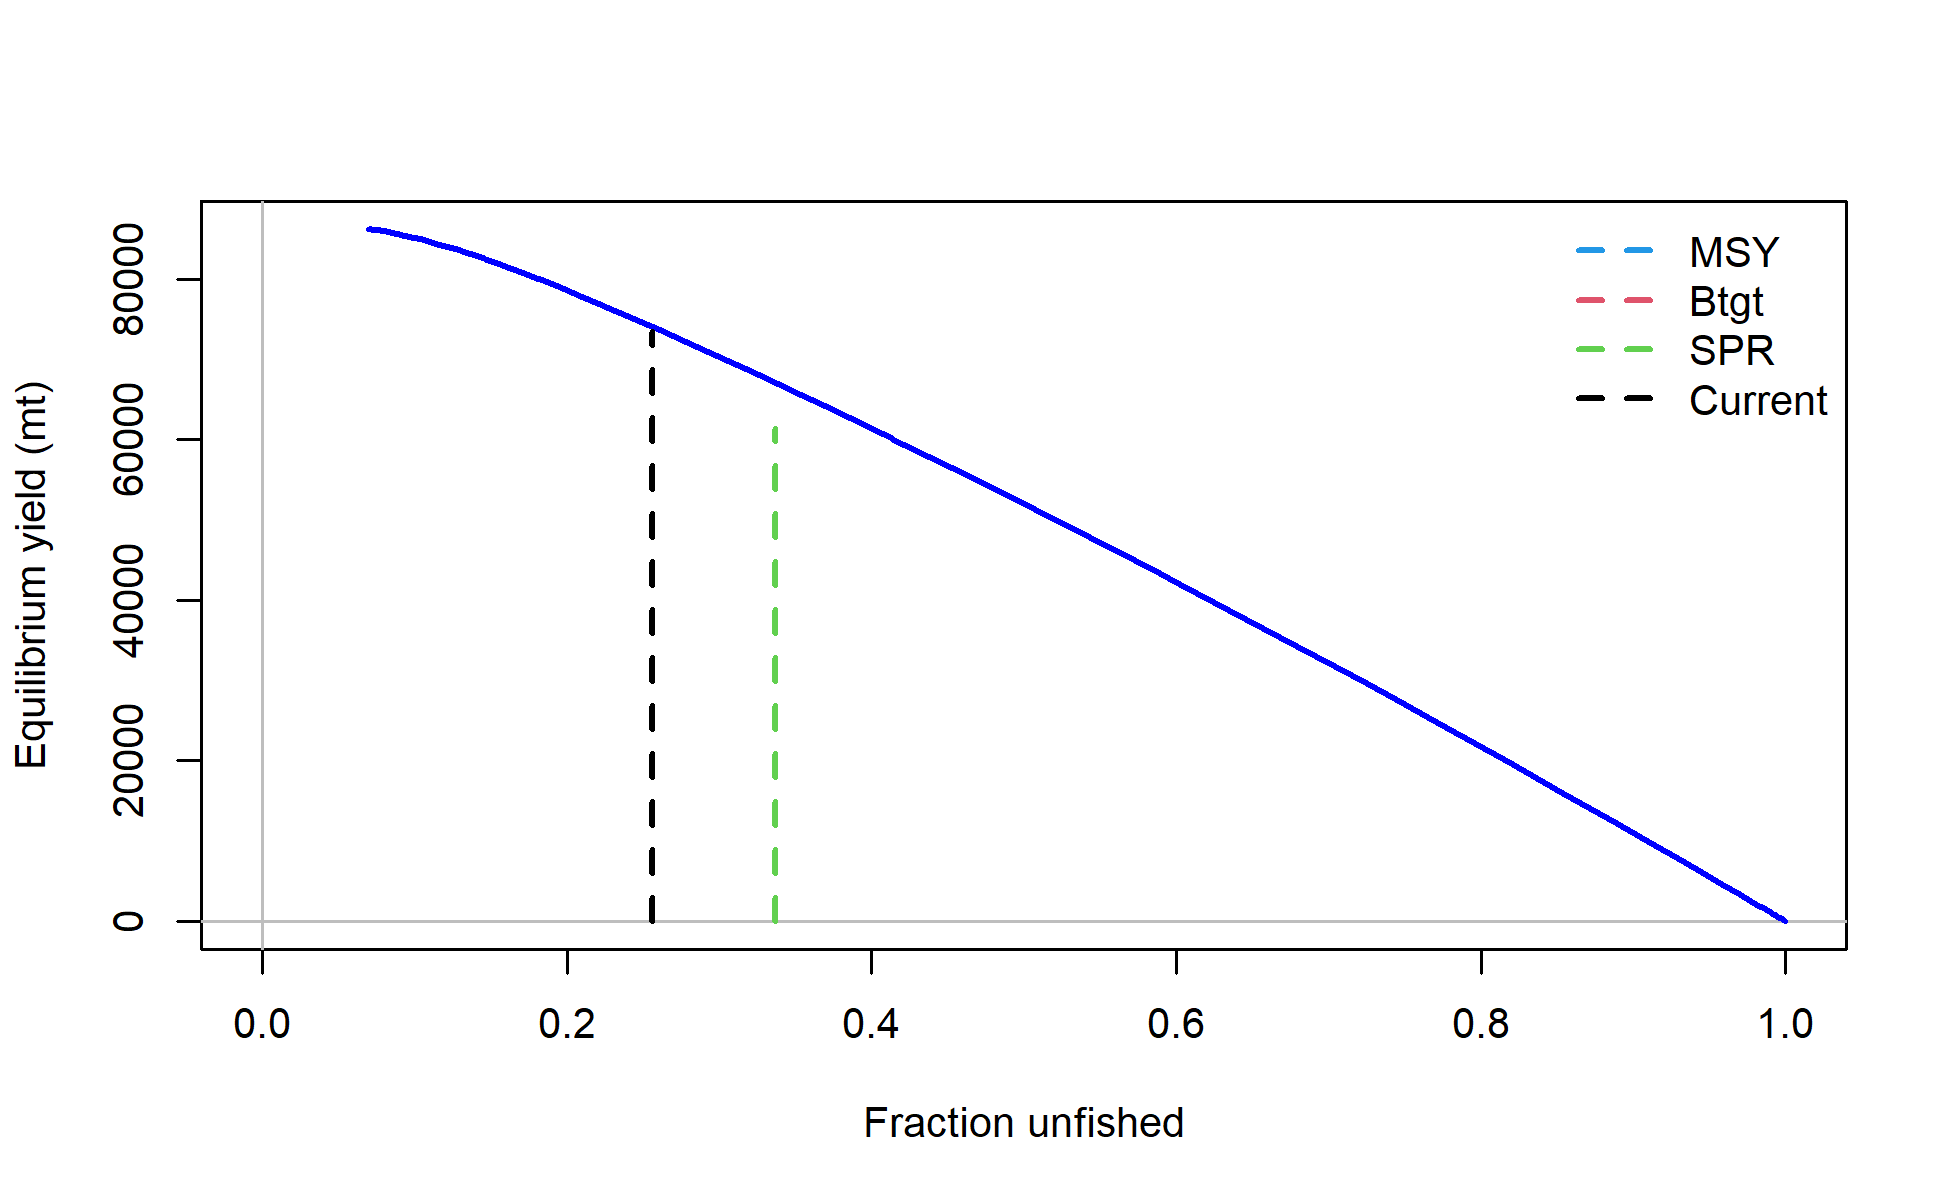 Equilibrium yield (mt)
80000
60000
40000
20000
0
MSY
Btgt
SPR
Current
0.0 0.2 0.4 0.6 0.8 1.0
Fraction unfished